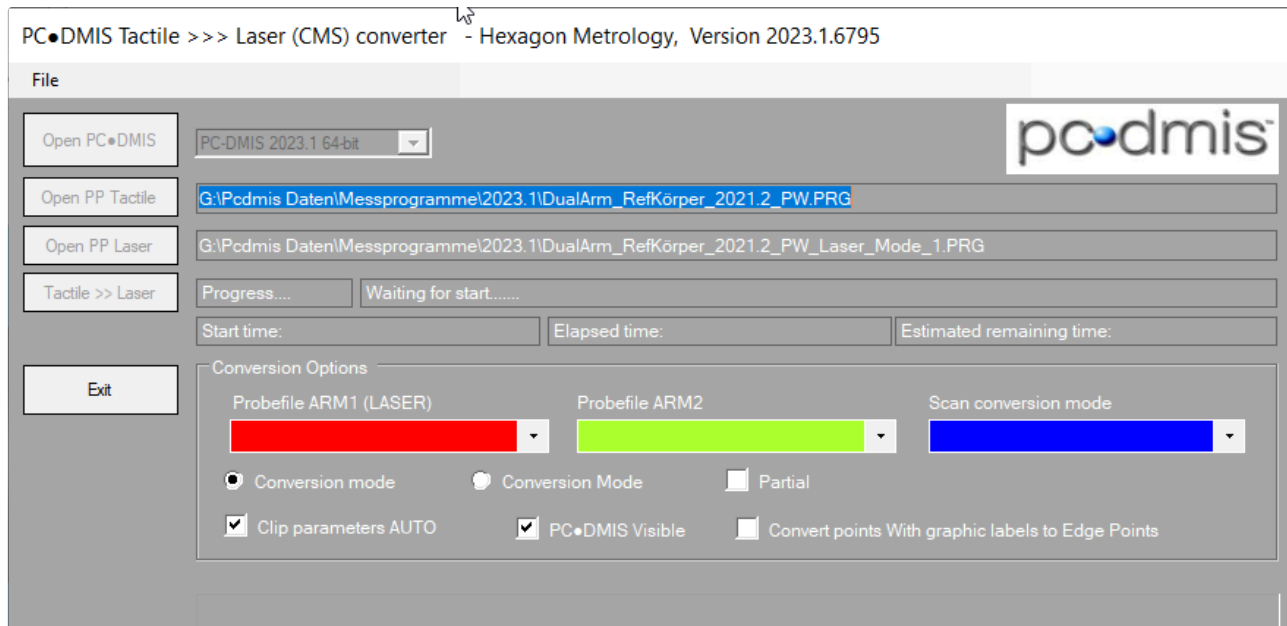 PC●DMIS Tactile >>> Laser (CMS) converter - Hexagon Metrology, Version 2023.1.6795
File
Open PC●DMIS PC-DMIS 2023.1 64-bit
pc•dmis
Open PP Tactile G:\Pcdmis Daten\Messprogramme\2023.1\DualArm_RefKörper_2021.2_PW.PRG
Open PP Laser G:\Pcdmis Daten\Messprogramme\2023.1\DualArm_RefKörper_2021.2_PW_Laser_Mode_1.PRG
Tactile >> Laser Progress.... Waiting for start.......
Start time: Elapsed time: Estimated remaining time:
Exit
Conversion Options
Probefile ARM1 (LASER) Probefile ARM2 Scan conversion mode
Conversion mode Conversion Mode Partial
Clip parameters AUTO PC●DMIS Visible Convert points With graphic labels to Edge Points